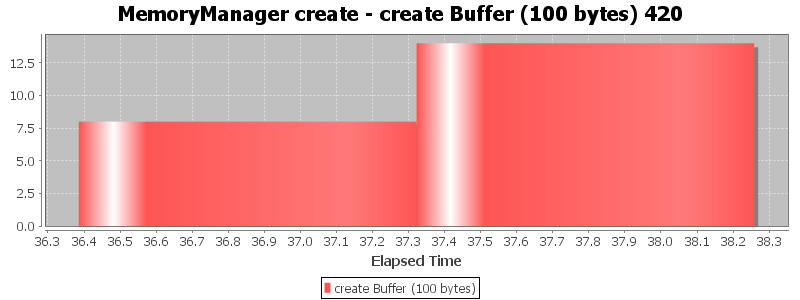 MemoryManager create - create Buffer (100 bytes) 420
12.5
10.0
7.5
5.0
2.5
0.0
36.3 36.4 36.5 36.6 36.7 36.8 36.9 37.0 37.1 37.2 37.3 37.4 37.5 37.6 37.7 37.8 37.9 38.0 38.1 38.2 38.3
Elapsed Time
create Buffer (100 bytes)